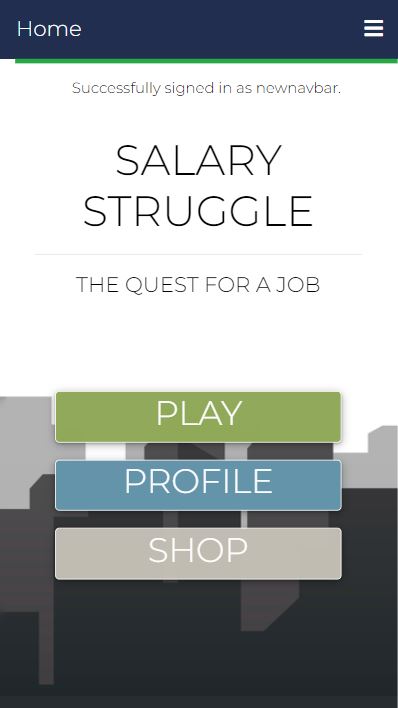 Home
Successfully signed in as newnavbar.
SALARY
STRUGGLE
THE QUEST FOR A JOB
PLAY
PROFILE
SHOP